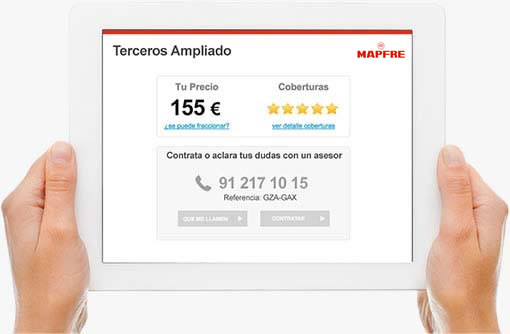 Terceros Ampliado
MAPFRE
Tu Precio
Coberturas
155 €
¿se puede fraccionar?
ver detalle coberturas
Contrata o aclara tus dudas con un asesor
91 217 10 15
Referencia: GZA-GAX
QUE ME LLAMEN
CONTRATAR